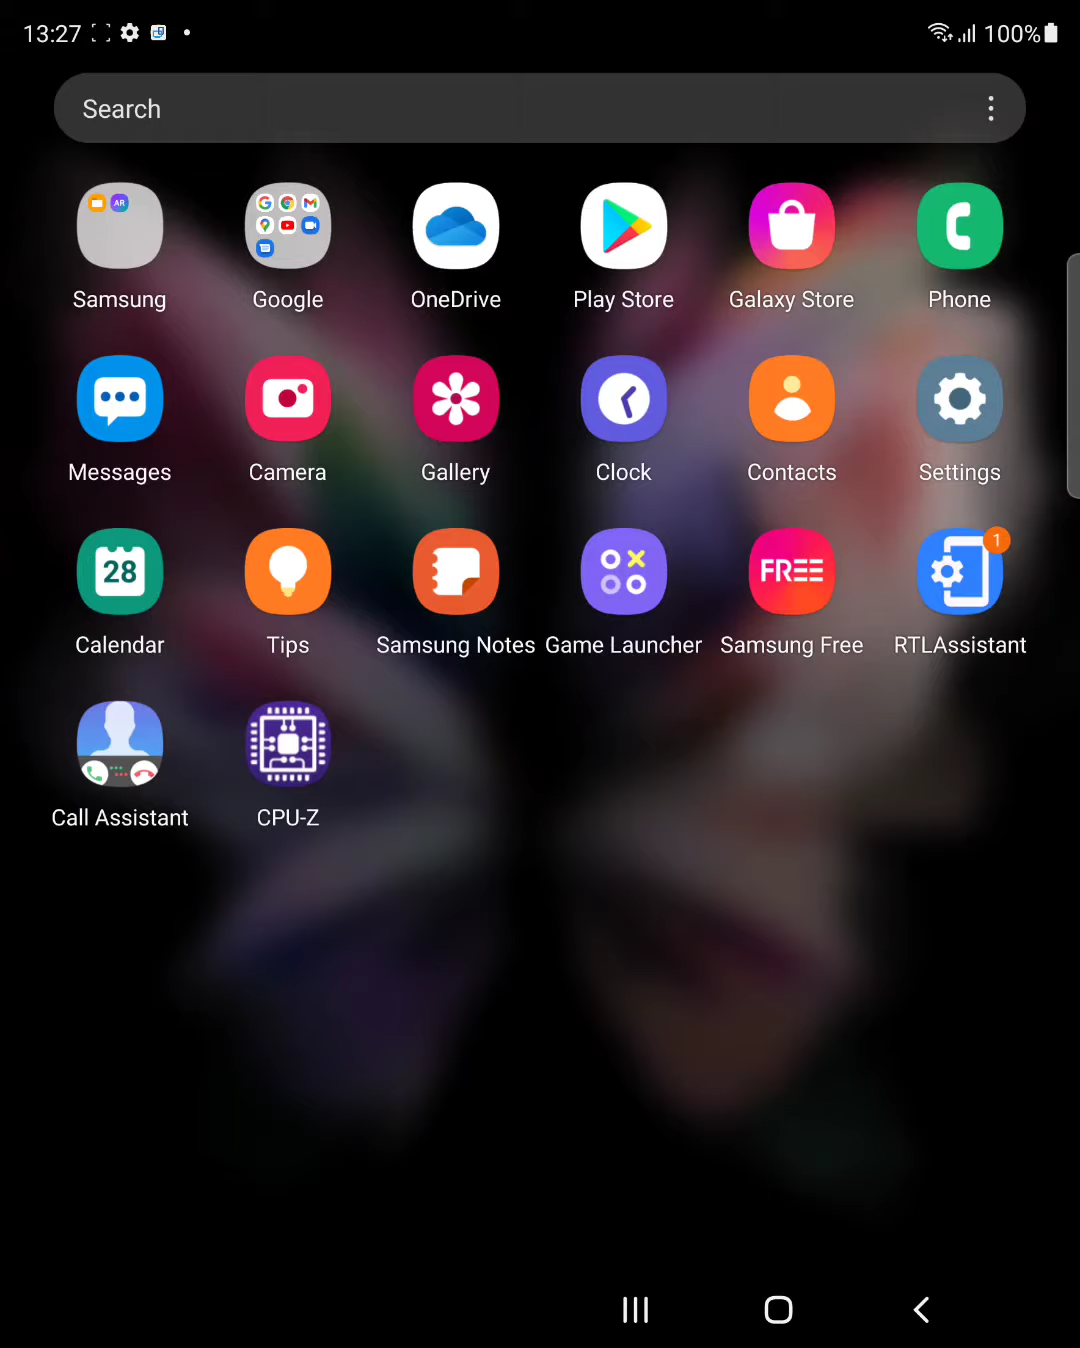 13:27
100%
Search
AR
Samsung
Google
OneDrive
Play Store
Galaxy Store
Phone
Messages
Camera
Gallery
Clock
Contacts
Settings
28
FREE
1
Calendar
Tips
Samsung Notes
Game Launcher
Samsung Free
RTLAssistant
Call Assistant
CPU-Z